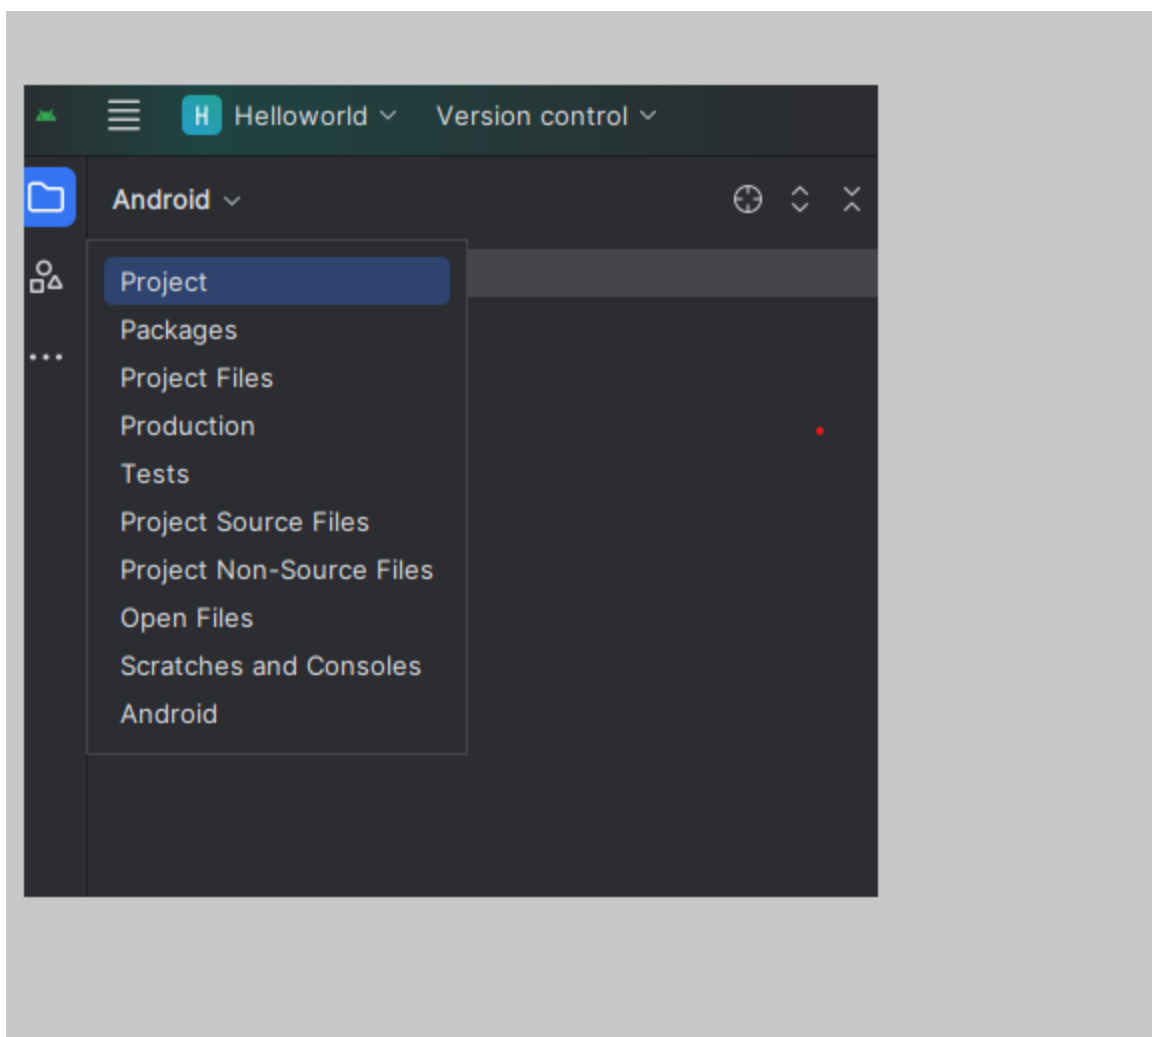 H Helloworld Version control
Android
Project
Packages
Project Files
Production
Tests
Project Source Files
Project Non-Source Files
Open Files
Scratches and Consoles
Android